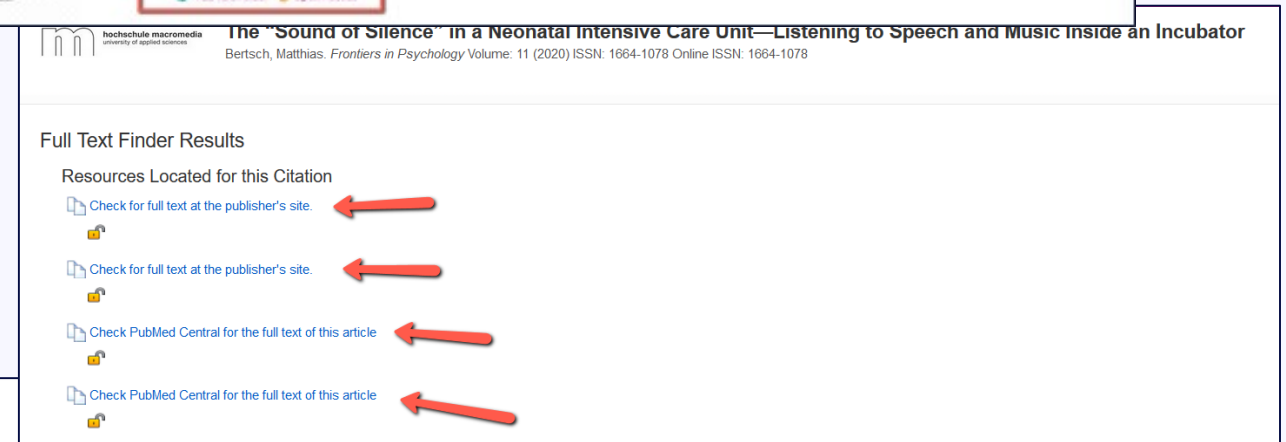 hochschule macromedia
university of applied sciences
The "Sound of Silence" in a Neonatal Intensive Care Unit—Listening to Speech and Music Inside an Incubator
Bertsch, Matthias. Frontiers in Psychology Volume: 11 (2020) ISSN: 1664-1078 Online ISSN: 1664-1078
Full Text Finder Results
Resources Located for this Citation
Check for full text at the publisher's site.
Check for full text at the publisher's site.
Check PubMed Central for the full text of this article
Check PubMed Central for the full text of this article